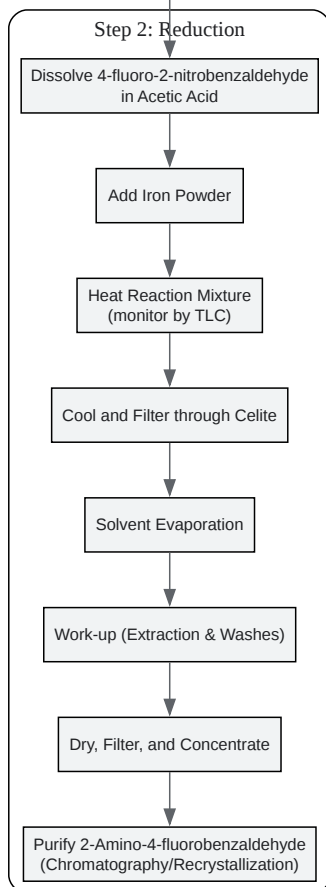 Step 2: Reduction
Dissolve 4-fluoro-2-nitrobenzaldehyde
in Acetic Acid
Add Iron Powder
Heat Reaction Mixture
(monitor by TLC)
Cool and Filter through Celite
Solvent Evaporation
Work-up (Extraction & Washes)
Dry, Filter, and Concentrate
Purify 2-Amino-4-fluorobenzaldehyde
(Chromatography/Recrystallization)